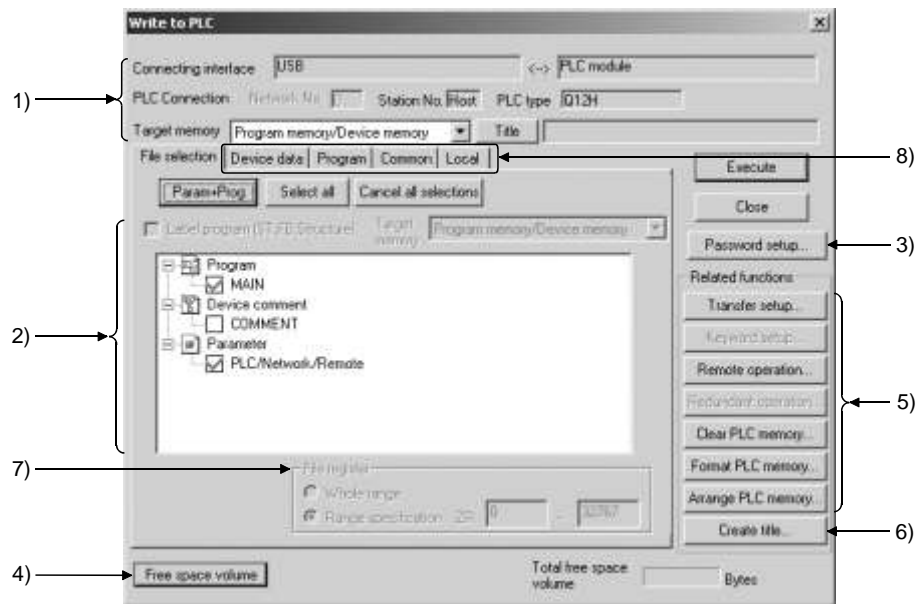 Write to PLC
1)
Connecting interface USB <--> PLC module
PLC Connection Network No. 0 Station No. Host PLC type Q12H
Target memory Program memory/Device memory Title
File selection Device data Program Common Local
8)
Execute
Param+Prog Select all Cancel all selections
Close
Label program (ST,FB,Structure) Target memory Program memory/Device memory
Password setup...
3)
2)
Program
MAIN
Device comment
COMMENT
Parameter
PLC/Network/Remote
Related functions
Transfer setup...
Keyword setup...
Remote operation...
Redundant operation...
Clear PLC memory...
Format PLC memory...
Arrange PLC memory...
5)
Create title...
6)
7)
File register
Whole range
Range specification ZR 0 - 32767
4)
Free space volume
Total free space volume Bytes